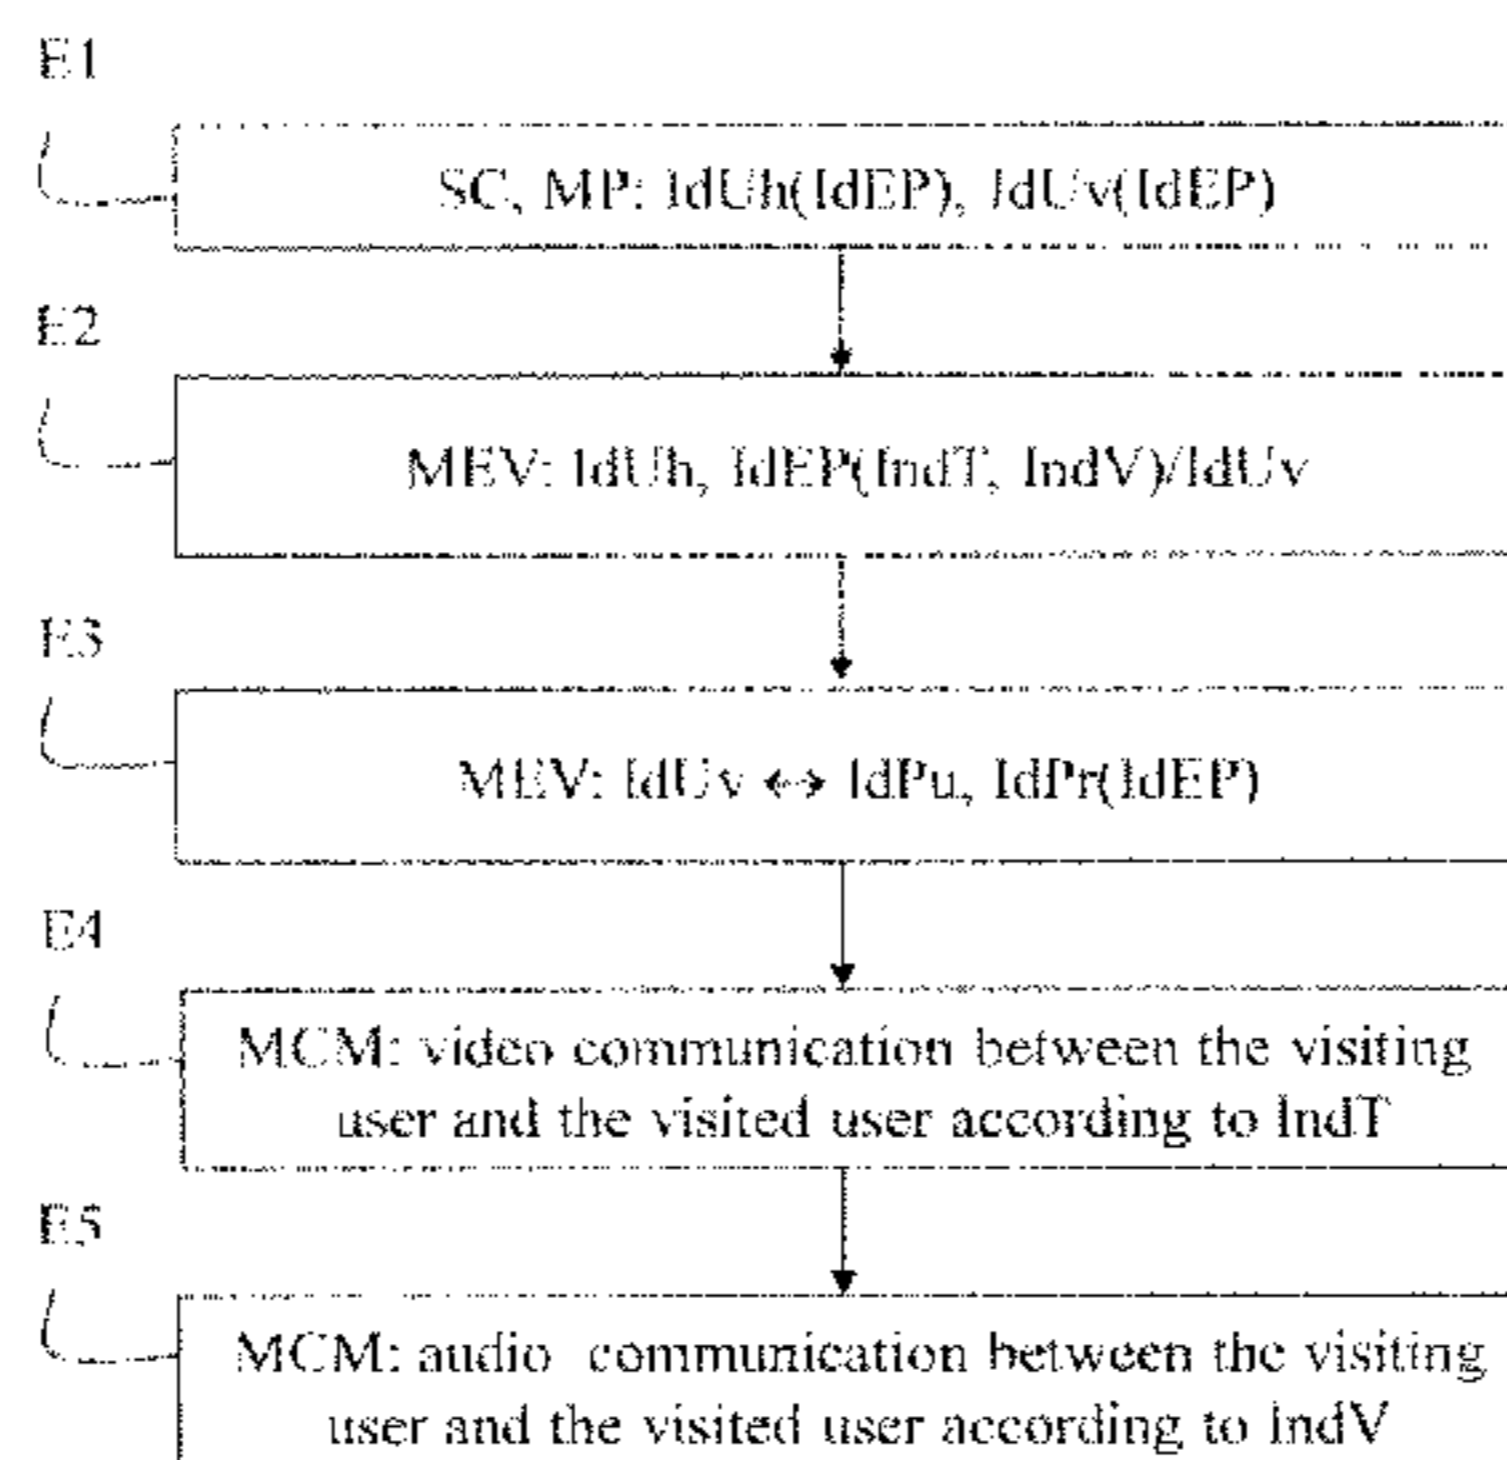 E1
SC, MP: IdUh(IdEP), IdUv(IdEP)
E2
MEV: IdUh, IdEP(IndT, IndV)/IdUv
E3
MEV: IdUv ↔ IdPu, IdPr(IdEP)
E4
MCM: video communication between the visiting
user and the visited user according to IndT
E5
MCM: audio communication between the visiting
user and the visited user according to IndV